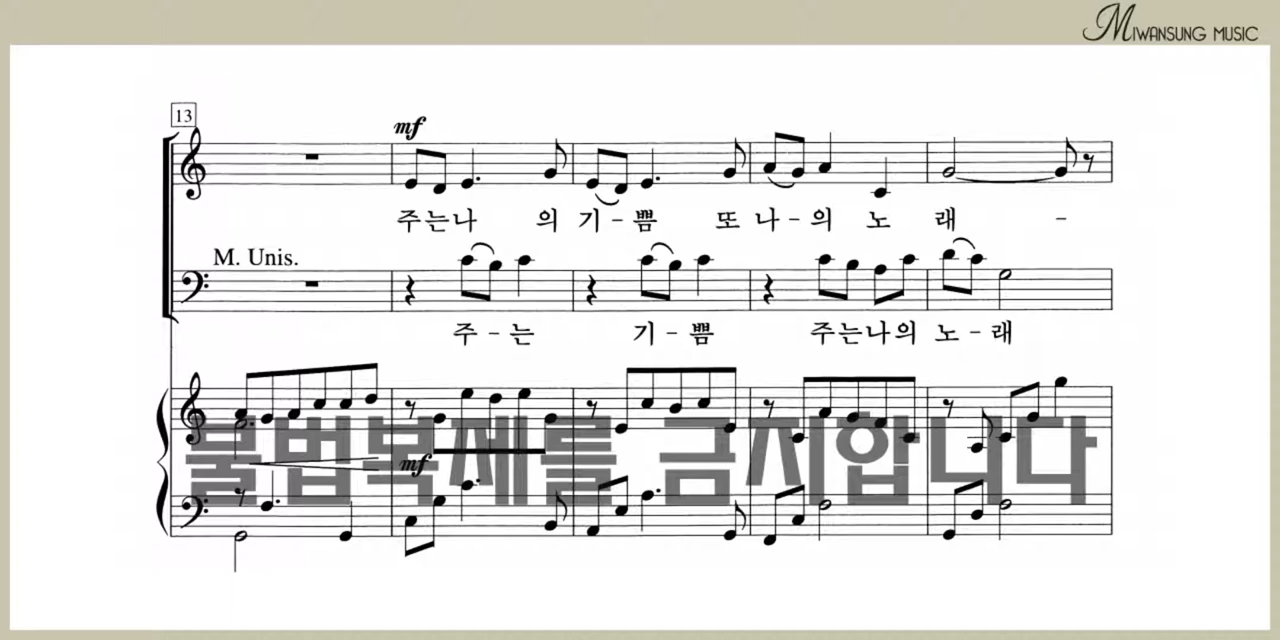 MIWANSUNG MUSIC
13
mf
주는나 의 기-쁨 또 나-의 노 래 -
M. Unis.
주-는 기-쁨 주는나의 노-래
mf
불법복제를 금지합니다